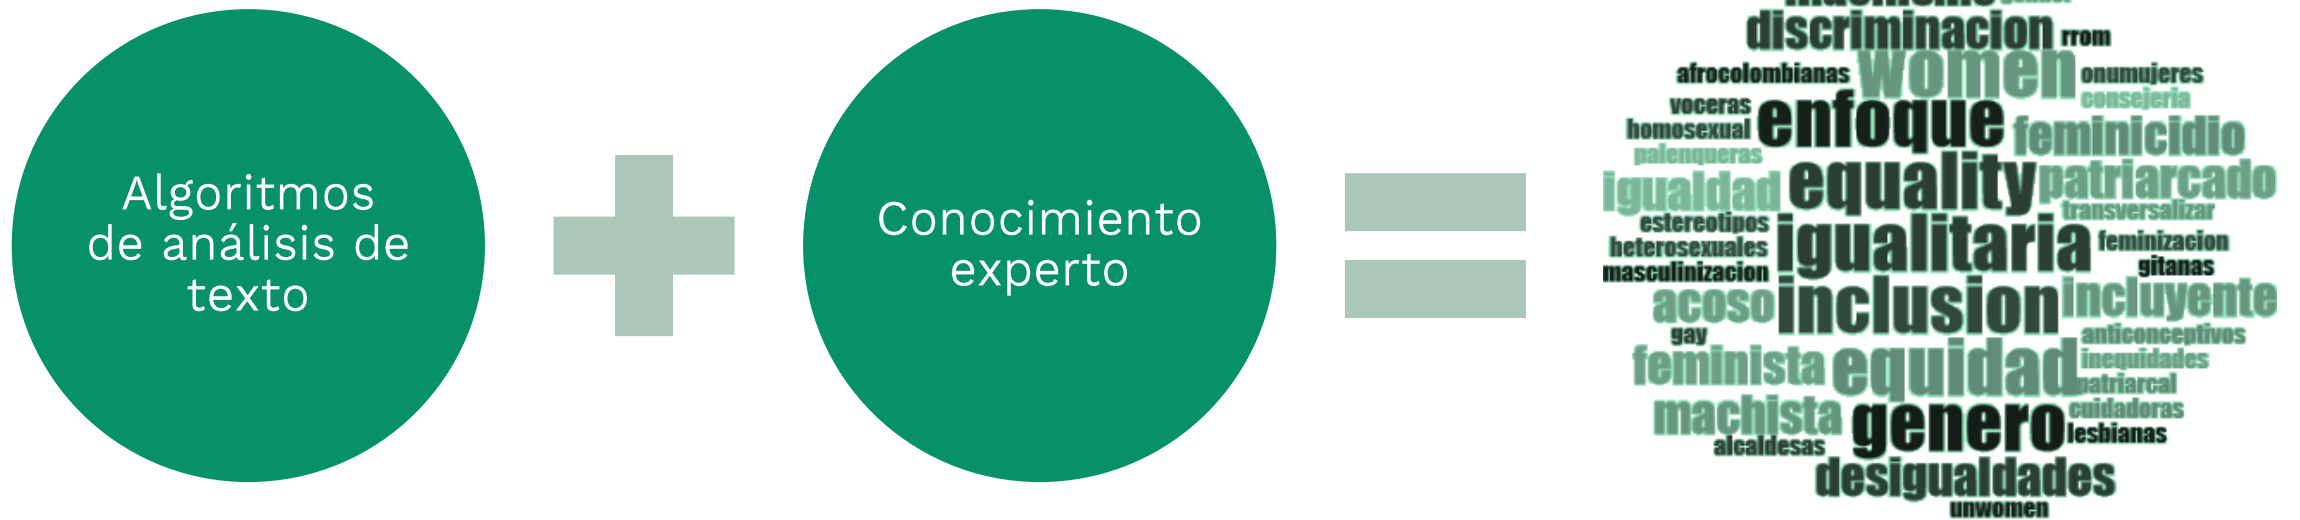 Algoritmos
de análisis de
texto
Conocimiento
experto
discriminacion rrom
afrocolombianas women onumujeres
consejeria
voceras
enfoque
homosexual
feminicidio
palenqueras
igualdad equality patriarcado
transversalizar
estereotipos
heterosexuales igualitaria feminizacion
masculinizacion gitanas
acoso inclusion incluyente
gay anticonceptivos
feminista equidad inequidades
patriarcal
machista genero cuidadoras
alcaldesas lesbianas
desigualdades
unwomen